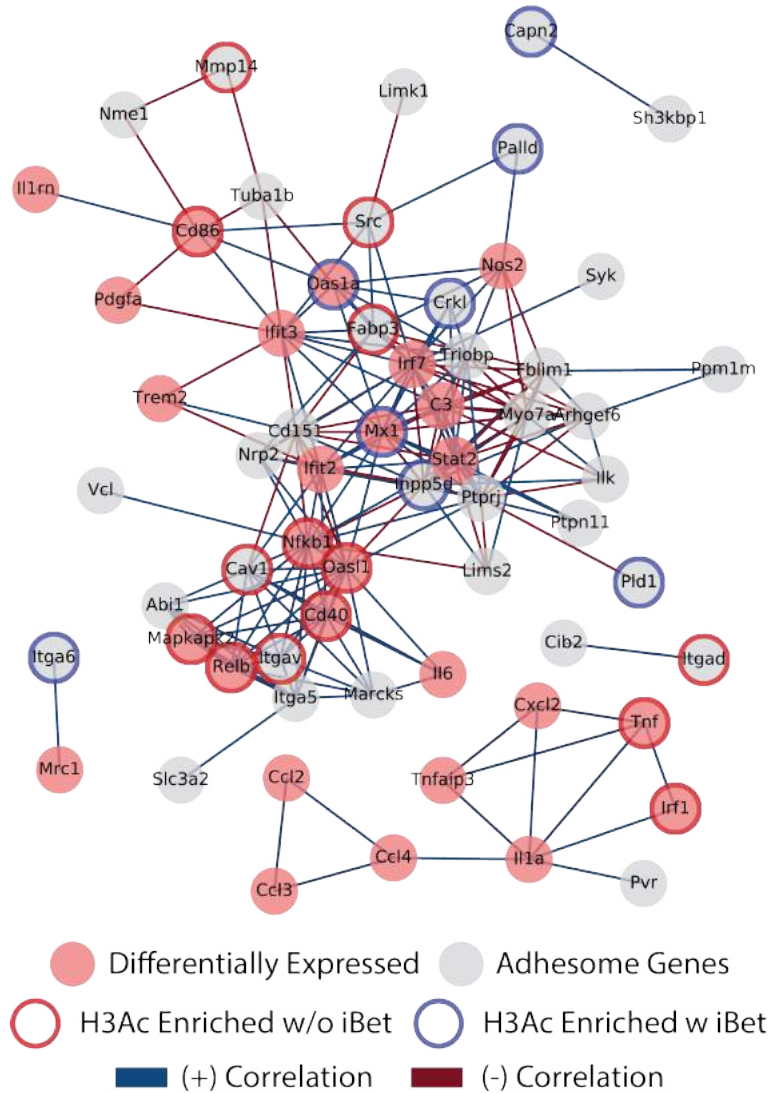 Capn2
Mmp14
Limk1
Nme1
Sh3kbp1
Palld
Il1rn
Tuba1b
Src
Cd86
Nos2
Syk
Oas1a
Pdgfa
Crkl
Fabp3
Ifit3
Triobp
Irf7
Tblim1
Ppm1m
Trem2
C3
Myo7a
Arhgef6
Cd151
Mx1
Nrp2
Stat2
Ifit2
Inpp5d
Ilk
Vcl
Ptprj
Ptpn11
Nfkb1
Cav1
Oasl1
Lims2
Pld1
Abi1
Cd40
Mapkapk2
Cib2
Itga6
Relb
Itgav
Itgad
Il6
Itga5
Marcks
Cxcl2
Tnf
Mrc1
Slc3a2
Ccl2
Tnfaip3
Irf1
Ccl4
Il1a
Ccl3
Pvr
Differentially Expressed
Adhesome Genes
H3Ac Enriched w/o iBet
H3Ac Enriched w iBet
(+) Correlation
(-) Correlation